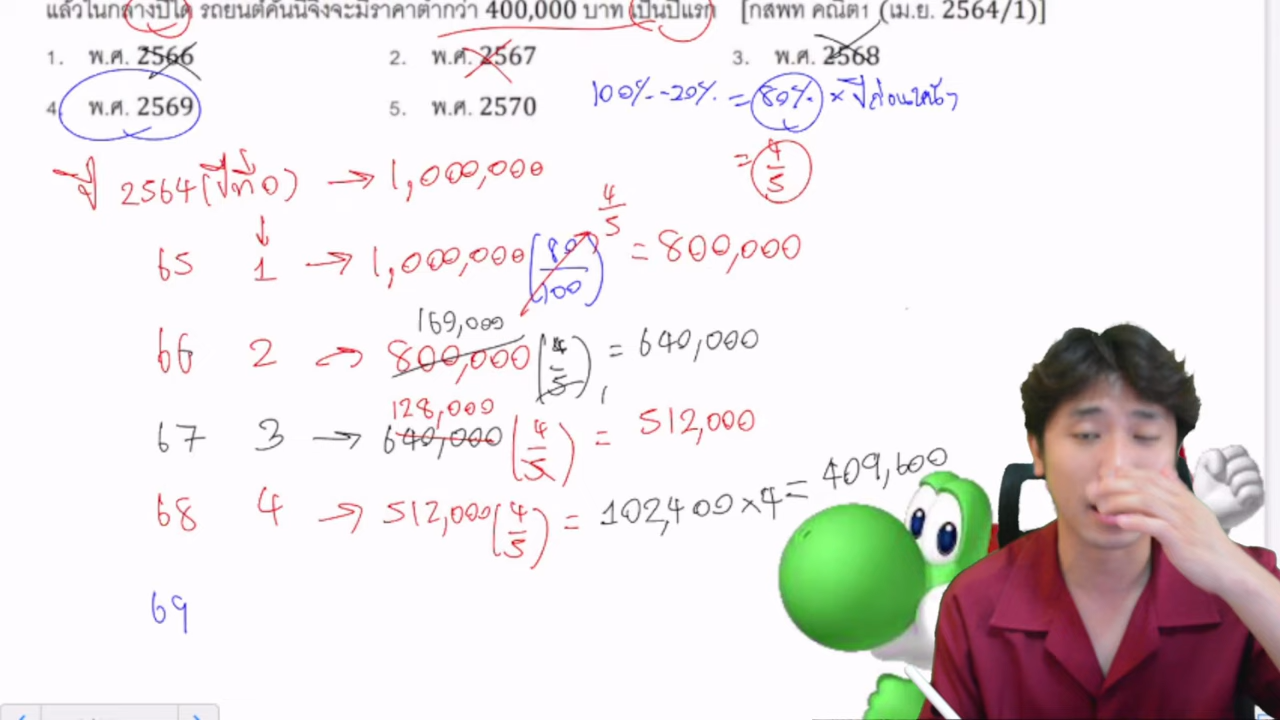 แล้วในกลางปีใด รถยนต์คันนี้จึงจะมีราคาต่ำกว่า 400,000 บาท เป็นปีแรก [กสพท คณิต1 (เม.ย. 2564/1)]
1. พ.ศ. 2566 2. พ.ศ. 2567 3. พ.ศ. 2568
4. พ.ศ. 2569 5. พ.ศ. 2570
100% - 20% = 80% × ปีก่อนหน้า
= 4/5
ปี 2564 (ปีที่ 0) → 1,000,000
65 1 → 1,000,000 (80/100) 4/5 = 800,000
169,000
66 2 → 800,000 (4/5) = 640,000
128,000
67 3 → 640,000 (4/5) = 512,000
68 4 → 512,000 (4/5) = 102,400 × 4 = 409,600
69